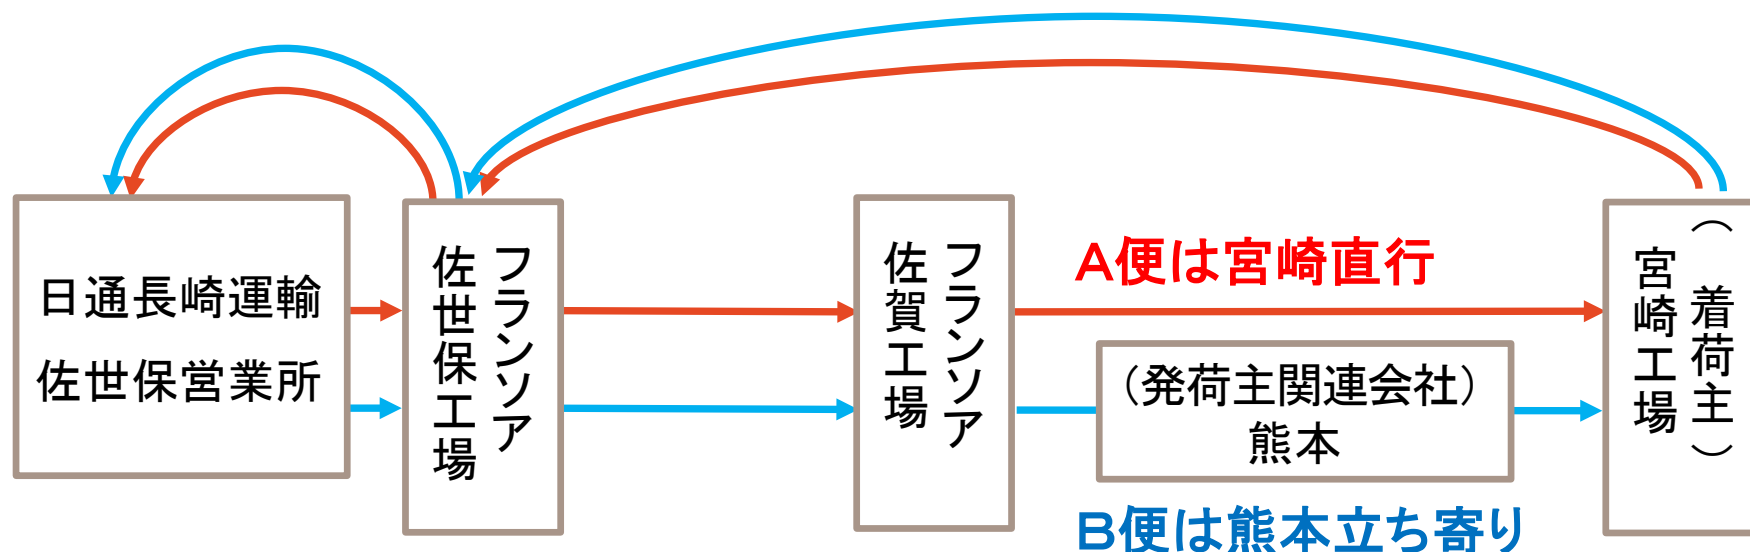 日通長崎運輸
佐世保営業所
フランソア
佐世保工場
フランソア
佐賀工場
A便は宮崎直行
（発荷主関連会社）
熊本
B便は熊本立ち寄り
（着荷主）
宮崎工場